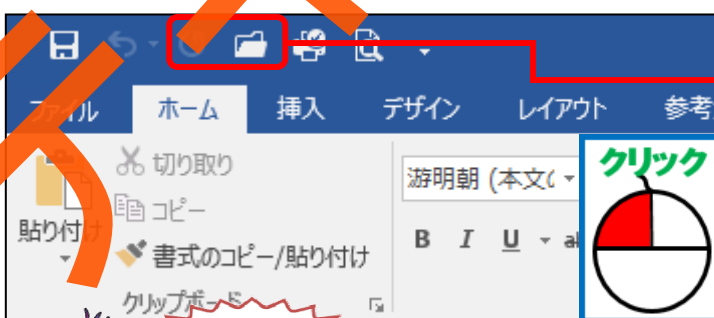 ファイル ホーム 挿入 デザイン レイアウト 参考
切り取り
コピー
貼り付け
書式のコピー/貼り付け
クリップボード
游明朝 (本文の
B I U ab
クリック